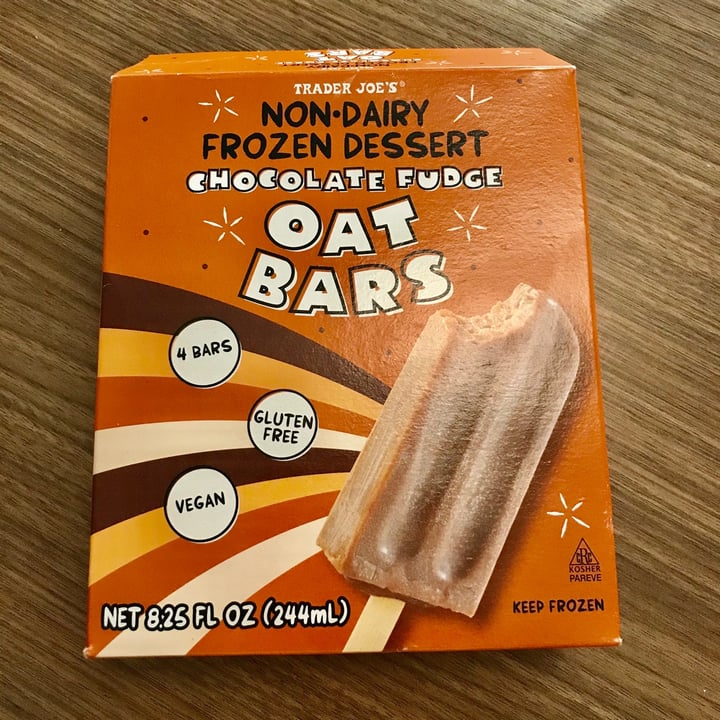 TRADER JOE'S®
NON•DAIRY
FROZEN DESSERT
CHOCOLATE FUDGE
OAT
BARS
4 BARS
GLUTEN
FREE
VEGAN
CRC
KOSHER
PAREVE
NET 8.25 FL OZ (244mL)
KEEP FROZEN